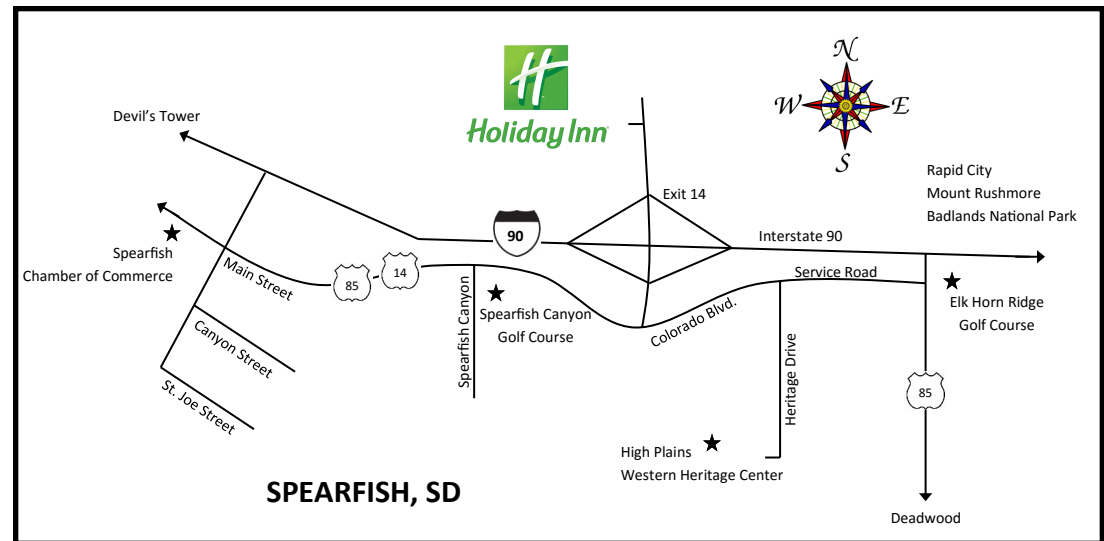 N
W
E
S
H
Holiday Inn
Devil's Tower
Rapid City
Mount Rushmore
Badlands National Park
Exit 14
90
Interstate 90
Spearfish
Chamber of Commerce
Main Street
85
14
Service Road
Spearfish Canyon
Spearfish Canyon
Golf Course
Colorado Blvd.
Elk Horn Ridge
Golf Course
Canyon Street
St. Joe Street
Heritage Drive
85
High Plains
Western Heritage Center
SPEARFISH, SD
Deadwood